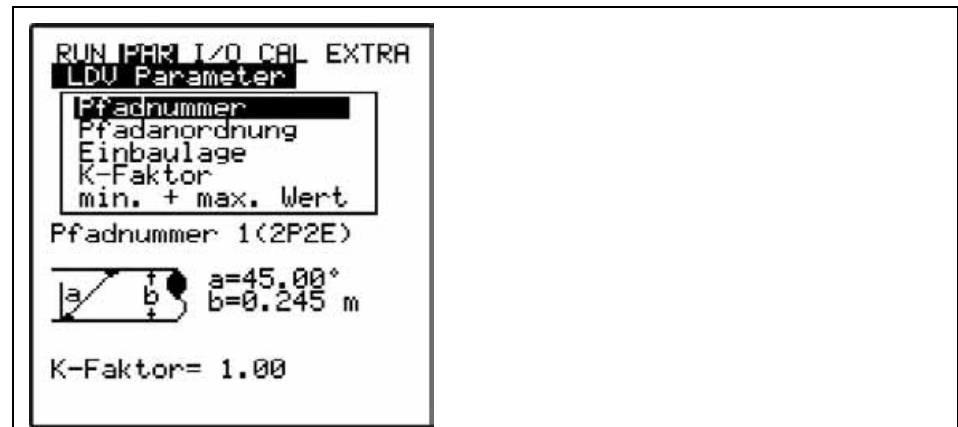 RUN PAR I/O CAL EXTRA
LDV Parameter
Pfadnummer
Pfadanordnung
Einbaulage
K-Faktor
min. + max. Wert
Pfadnummer 1(2P2E)
a b a=45.00°
b=0.245 m
K-Faktor= 1.00